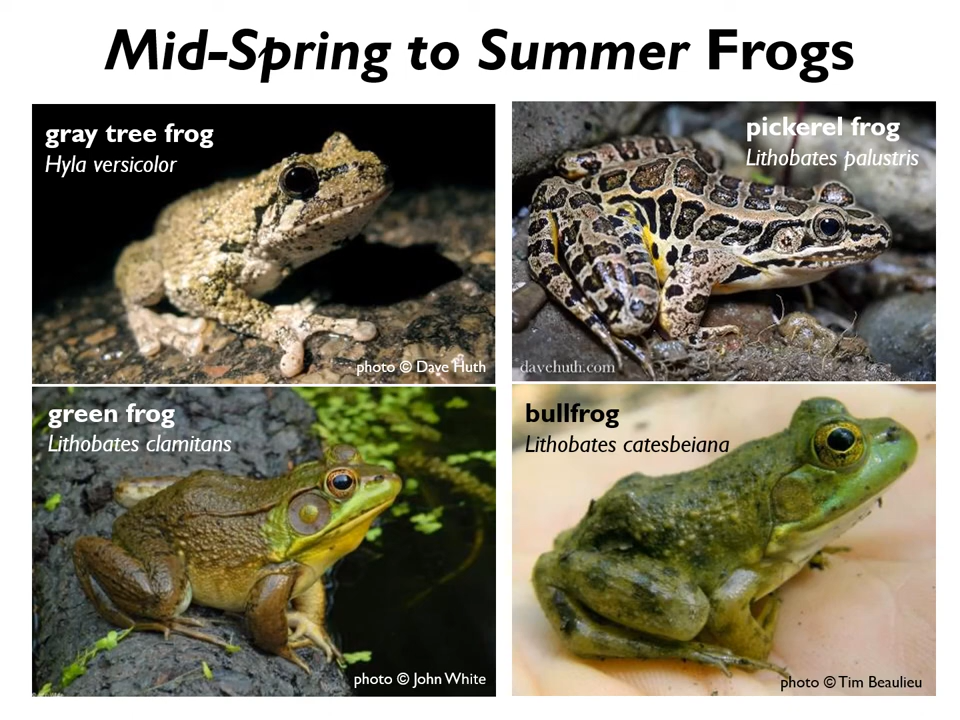 Mid-Spring to Summer Frogs
gray tree frog
Hyla versicolor
photo © Dave Huth
pickerel frog
Lithobates palustris
davehuth.com
green frog
Lithobates clamitans
photo © John White
bullfrog
Lithobates catesbeiana
photo © Tim Beaulieu